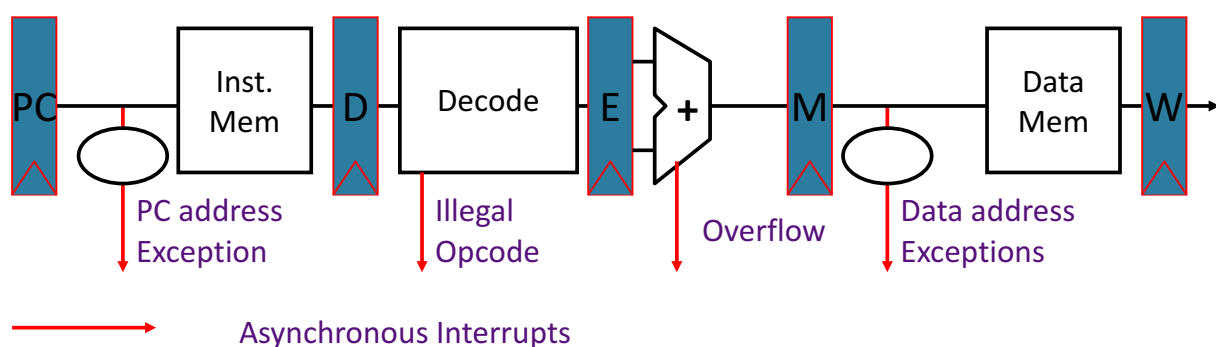 PC
Inst.
Mem
D
Decode
E
+
M
Data
Mem
W
PC address
Exception
Illegal
Opcode
Overflow
Data address
Exceptions
Asynchronous Interrupts